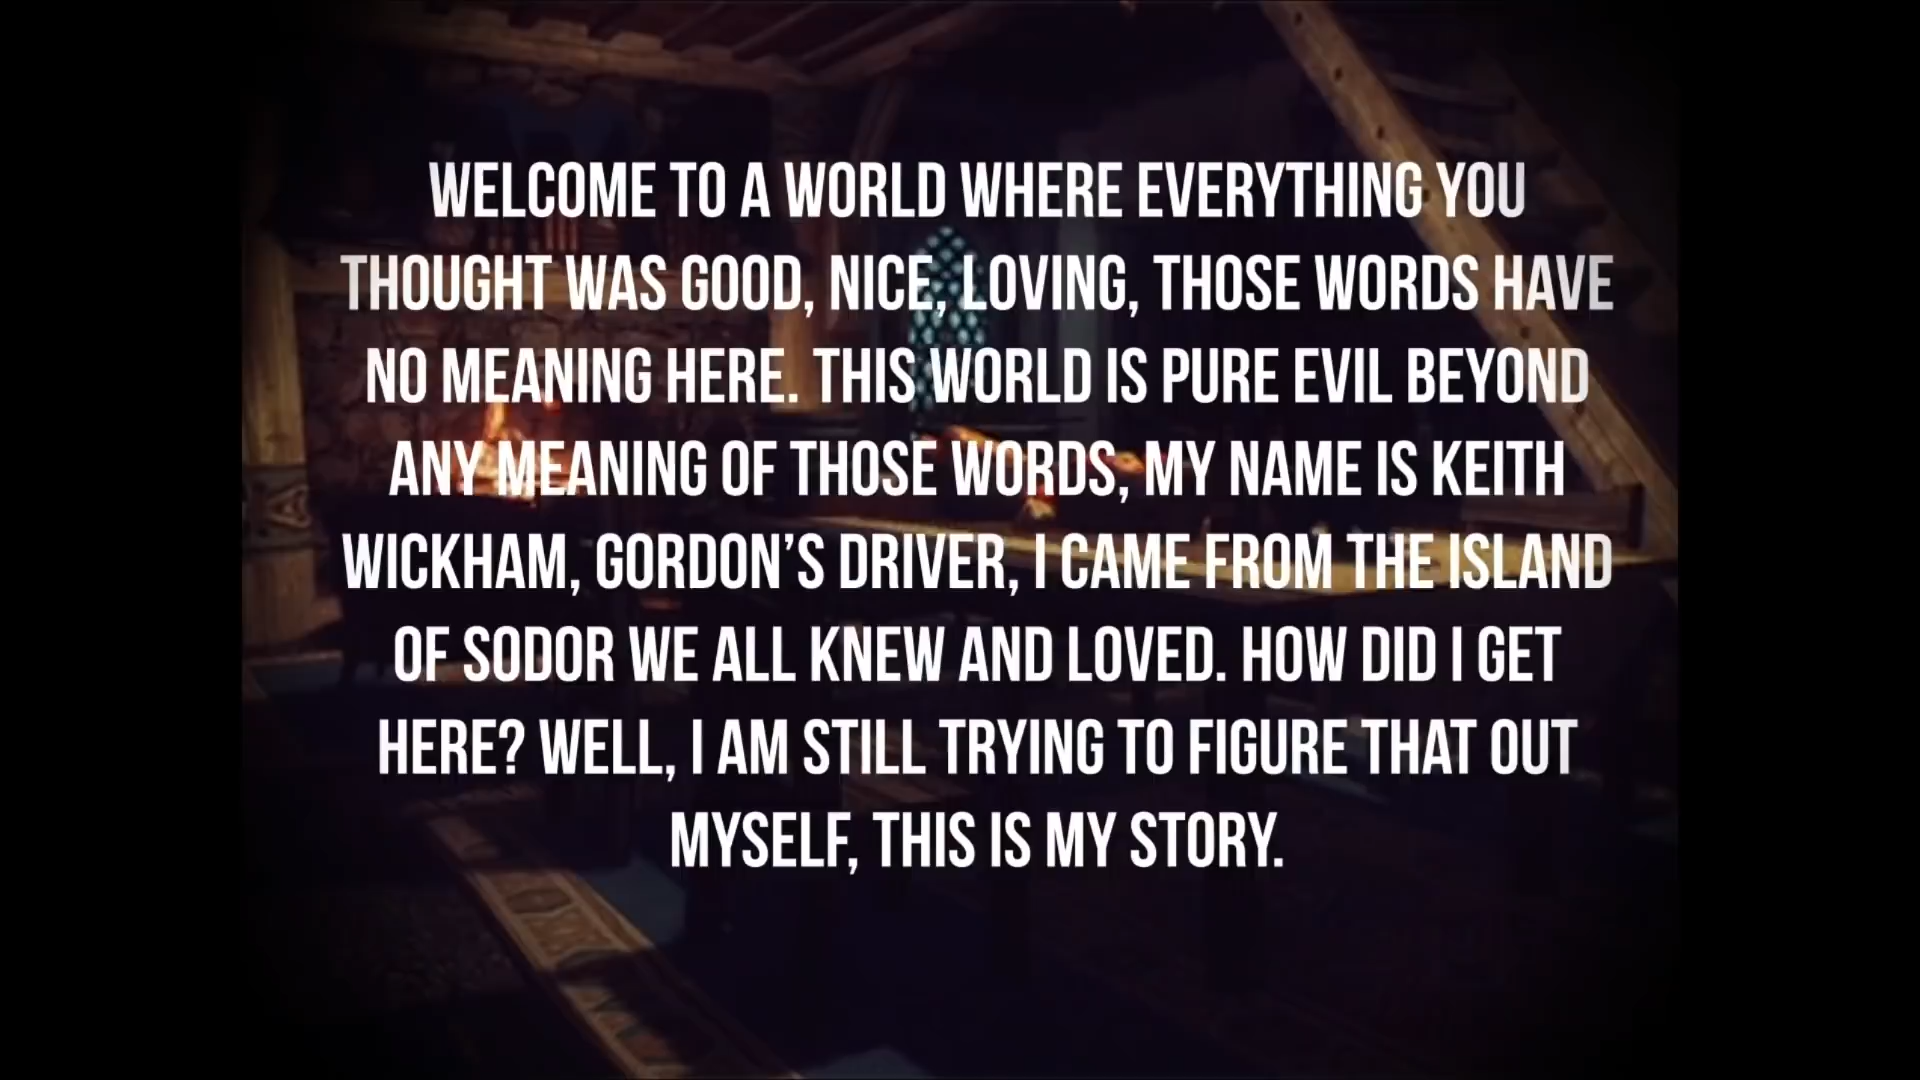 WELCOME TO A WORLD WHERE EVERYTHING YOU
THOUGHT WAS GOOD, NICE, LOVING, THOSE WORDS HAVE
NO MEANING HERE. THIS WORLD IS PURE EVIL BEYOND
ANY MEANING OF THOSE WORDS, MY NAME IS KEITH
WICKHAM, GORDON'S DRIVER, I CAME FROM THE ISLAND
OF SODOR WE ALL KNEW AND LOVED. HOW DID I GET
HERE? WELL, I AM STILL TRYING TO FIGURE THAT OUT
MYSELF, THIS IS MY STORY.